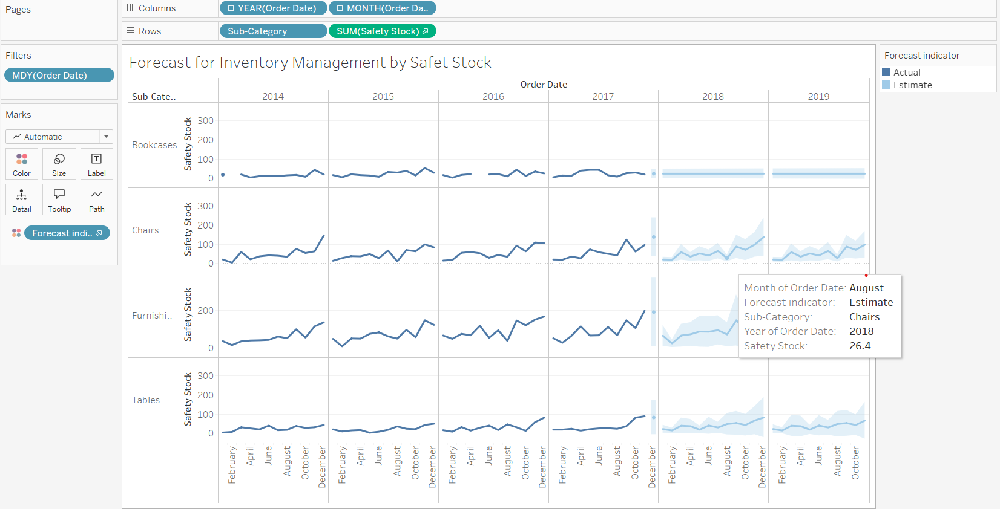 Pages
Columns
YEAR(Order Date)
MONTH(Order Da..
Rows
Sub-Category
SUM(Safety Stock)
Filters
MDY(Order Date)
Marks
Automatic
Color
Size
Label
Detail
Tooltip
Path
Forecast indi..
Forecast for Inventory Management by Safet Stock
Order Date
Sub-Cate..
2014
2015
2016
2017
2018
2019
Bookcases
Safety Stock
300
200
100
0
Chairs
Safety Stock
300
200
100
0
Furnishi..
Safety Stock
200
0
Tables
Safety Stock
300
200
100
0
February
April
June
August
October
December
February
April
June
August
October
December
February
April
June
August
October
December
February
April
June
August
October
December
February
April
June
August
October
December
February
April
June
August
October
Month of Order Date: August
Forecast indicator: Estimate
Sub-Category: Chairs
Year of Order Date: 2018
Safety Stock: 26.4
Forecast indicator
Actual
Estimate